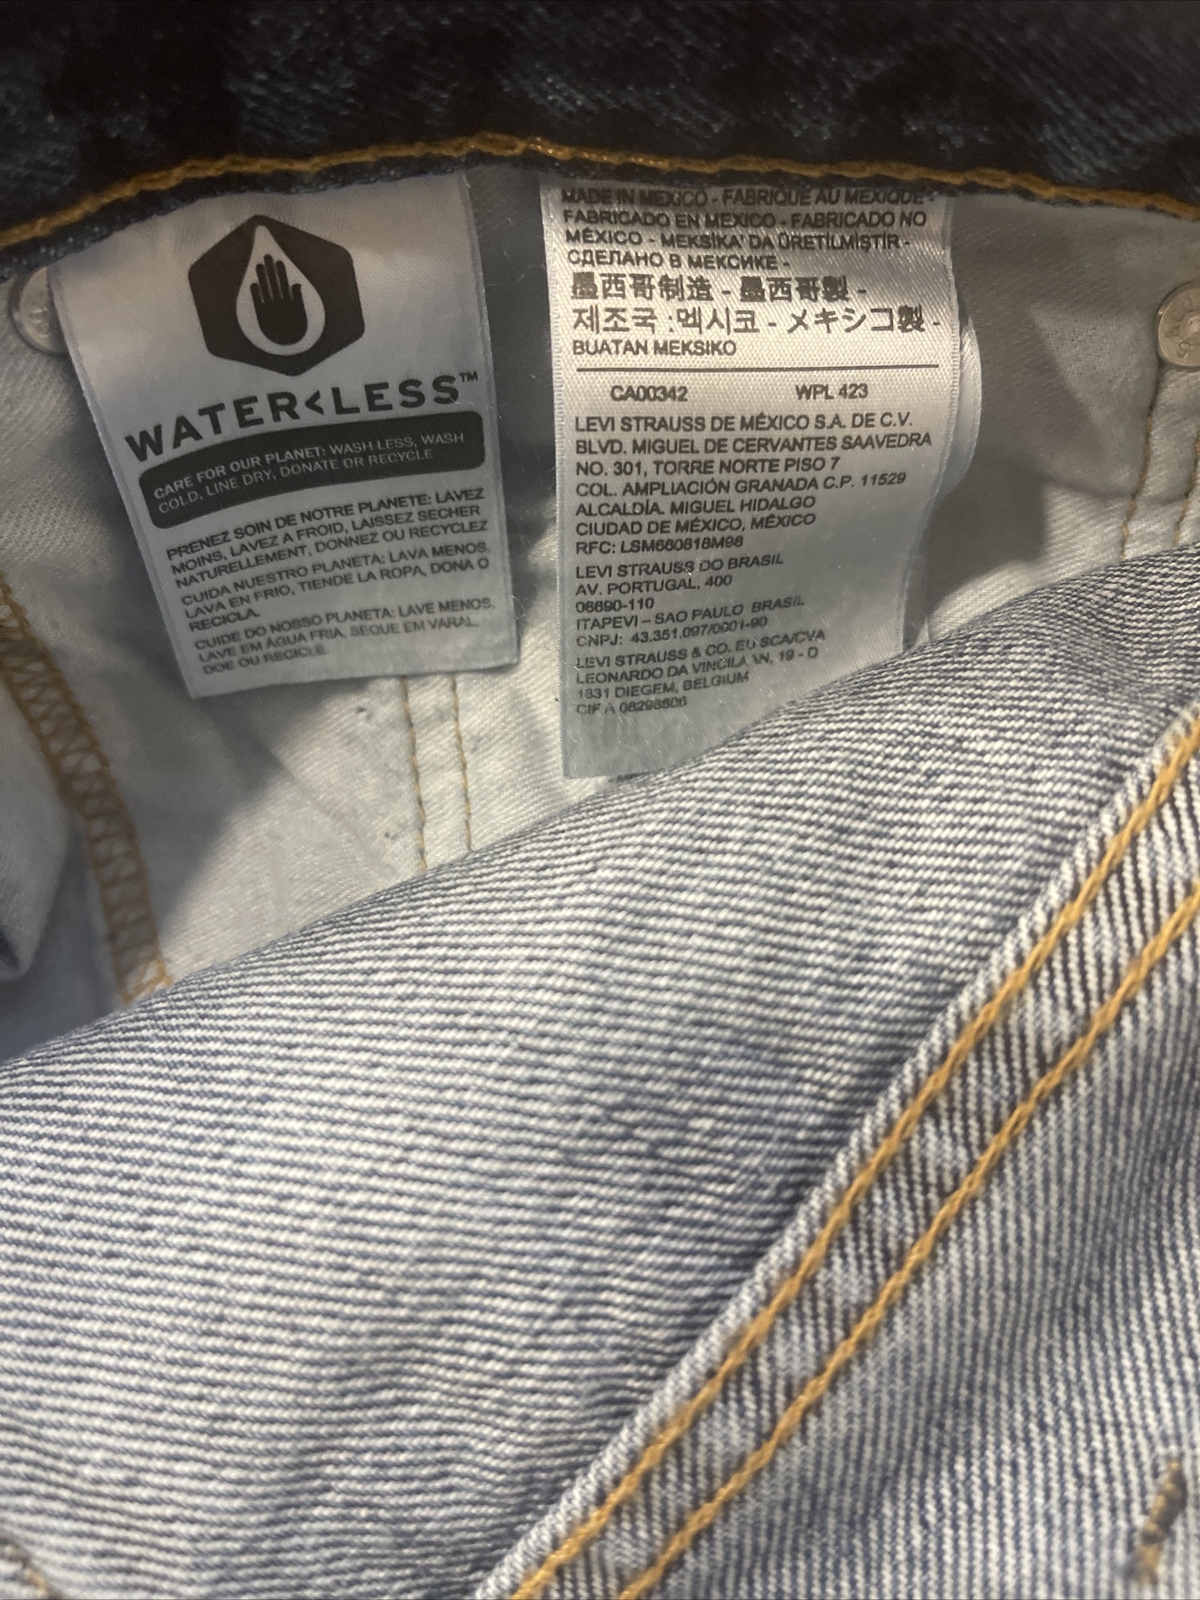 WATER<LESS™
CARE FOR OUR PLANET: WASH LESS, WASH
COLD, LINE DRY, DONATE OR RECYCLE
PRENEZ SOIN DE NOTRE PLANETE: LAVEZ
MOINS, LAVEZ A FROID, LAISSEZ SECHER
NATURELLEMENT, DONNEZ OU RECYCLEZ
CUIDA NUESTRO PLANETA: LAVA MENOS,
LAVA EN FRIO, TIENDE LA ROPA, DONA O
RECICLA.
CUIDE DO NOSSO PLANETA: LAVE MENOS.
LAVE EM ÁGUA FRIA, SEQUE EM VARAL,
DOE OU RECICLE.
MADE IN MEXICO - FABRIQUÉ AU MEXIQUE -
FABRICADO EN MEXICO - FABRICADO NO
MÉXICO - MEKSİKA' DA ÜRETİLMİŞTİR -
СДЕЛАНО В МЕКСИКЕ -
墨西哥制造 - 墨西哥製 -
제조국 :멕시코 - メキシコ製 -
BUATAN MEKSIKO
CA00342 WPL 423
LEVI STRAUSS DE MÉXICO S.A. DE C.V.
BLVD. MIGUEL DE CERVANTES SAAVEDRA
NO. 301, TORRE NORTE PISO 7
COL. AMPLIACIÓN GRANADA C.P. 11529
ALCALDÍA. MIGUEL HIDALGO
CIUDAD DE MÉXICO, MÉXICO
RFC: LSM660818M98
LEVI STRAUSS DO BRASIL
AV. PORTUGAL, 400
06690-110
ITAPEVI – SAO PAULO BRASIL
CNPJ: 43.351.097/0001-90
LEVI STRAUSS & CO. EU SCA/CVA
LEONARDO DA VINCILAAN, 19 - D
1831 DIEGEM, BELGIUM
CIF